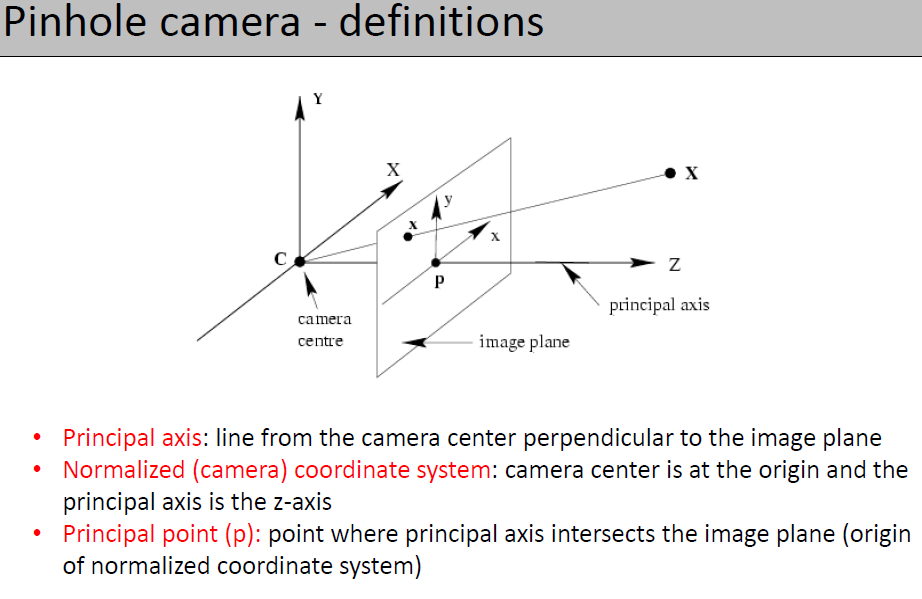 Pinhole camera - definitions
Y
X
X
y
x
x
C
Z
p
principal axis
camera
centre
image plane
• Principal axis: line from the camera center perpendicular to the image plane
• Normalized (camera) coordinate system: camera center is at the origin and the
principal axis is the z-axis
• Principal point (p): point where principal axis intersects the image plane (origin
of normalized coordinate system)